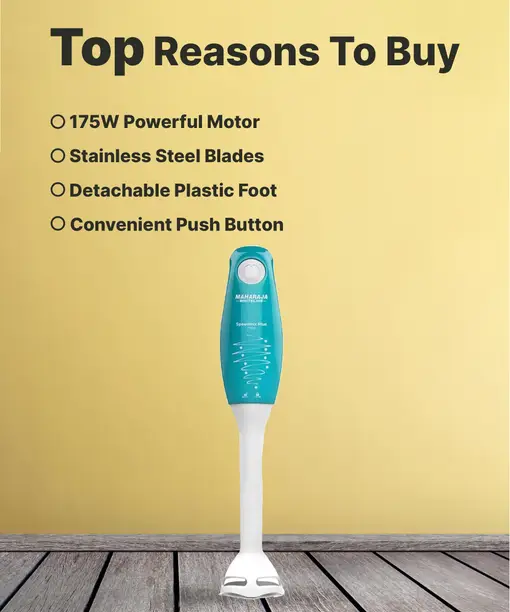 Top Reasons To Buy
175W Powerful Motor
Stainless Steel Blades
Detachable Plastic Foot
Convenient Push Button
MAHARAJA
WHITELINE